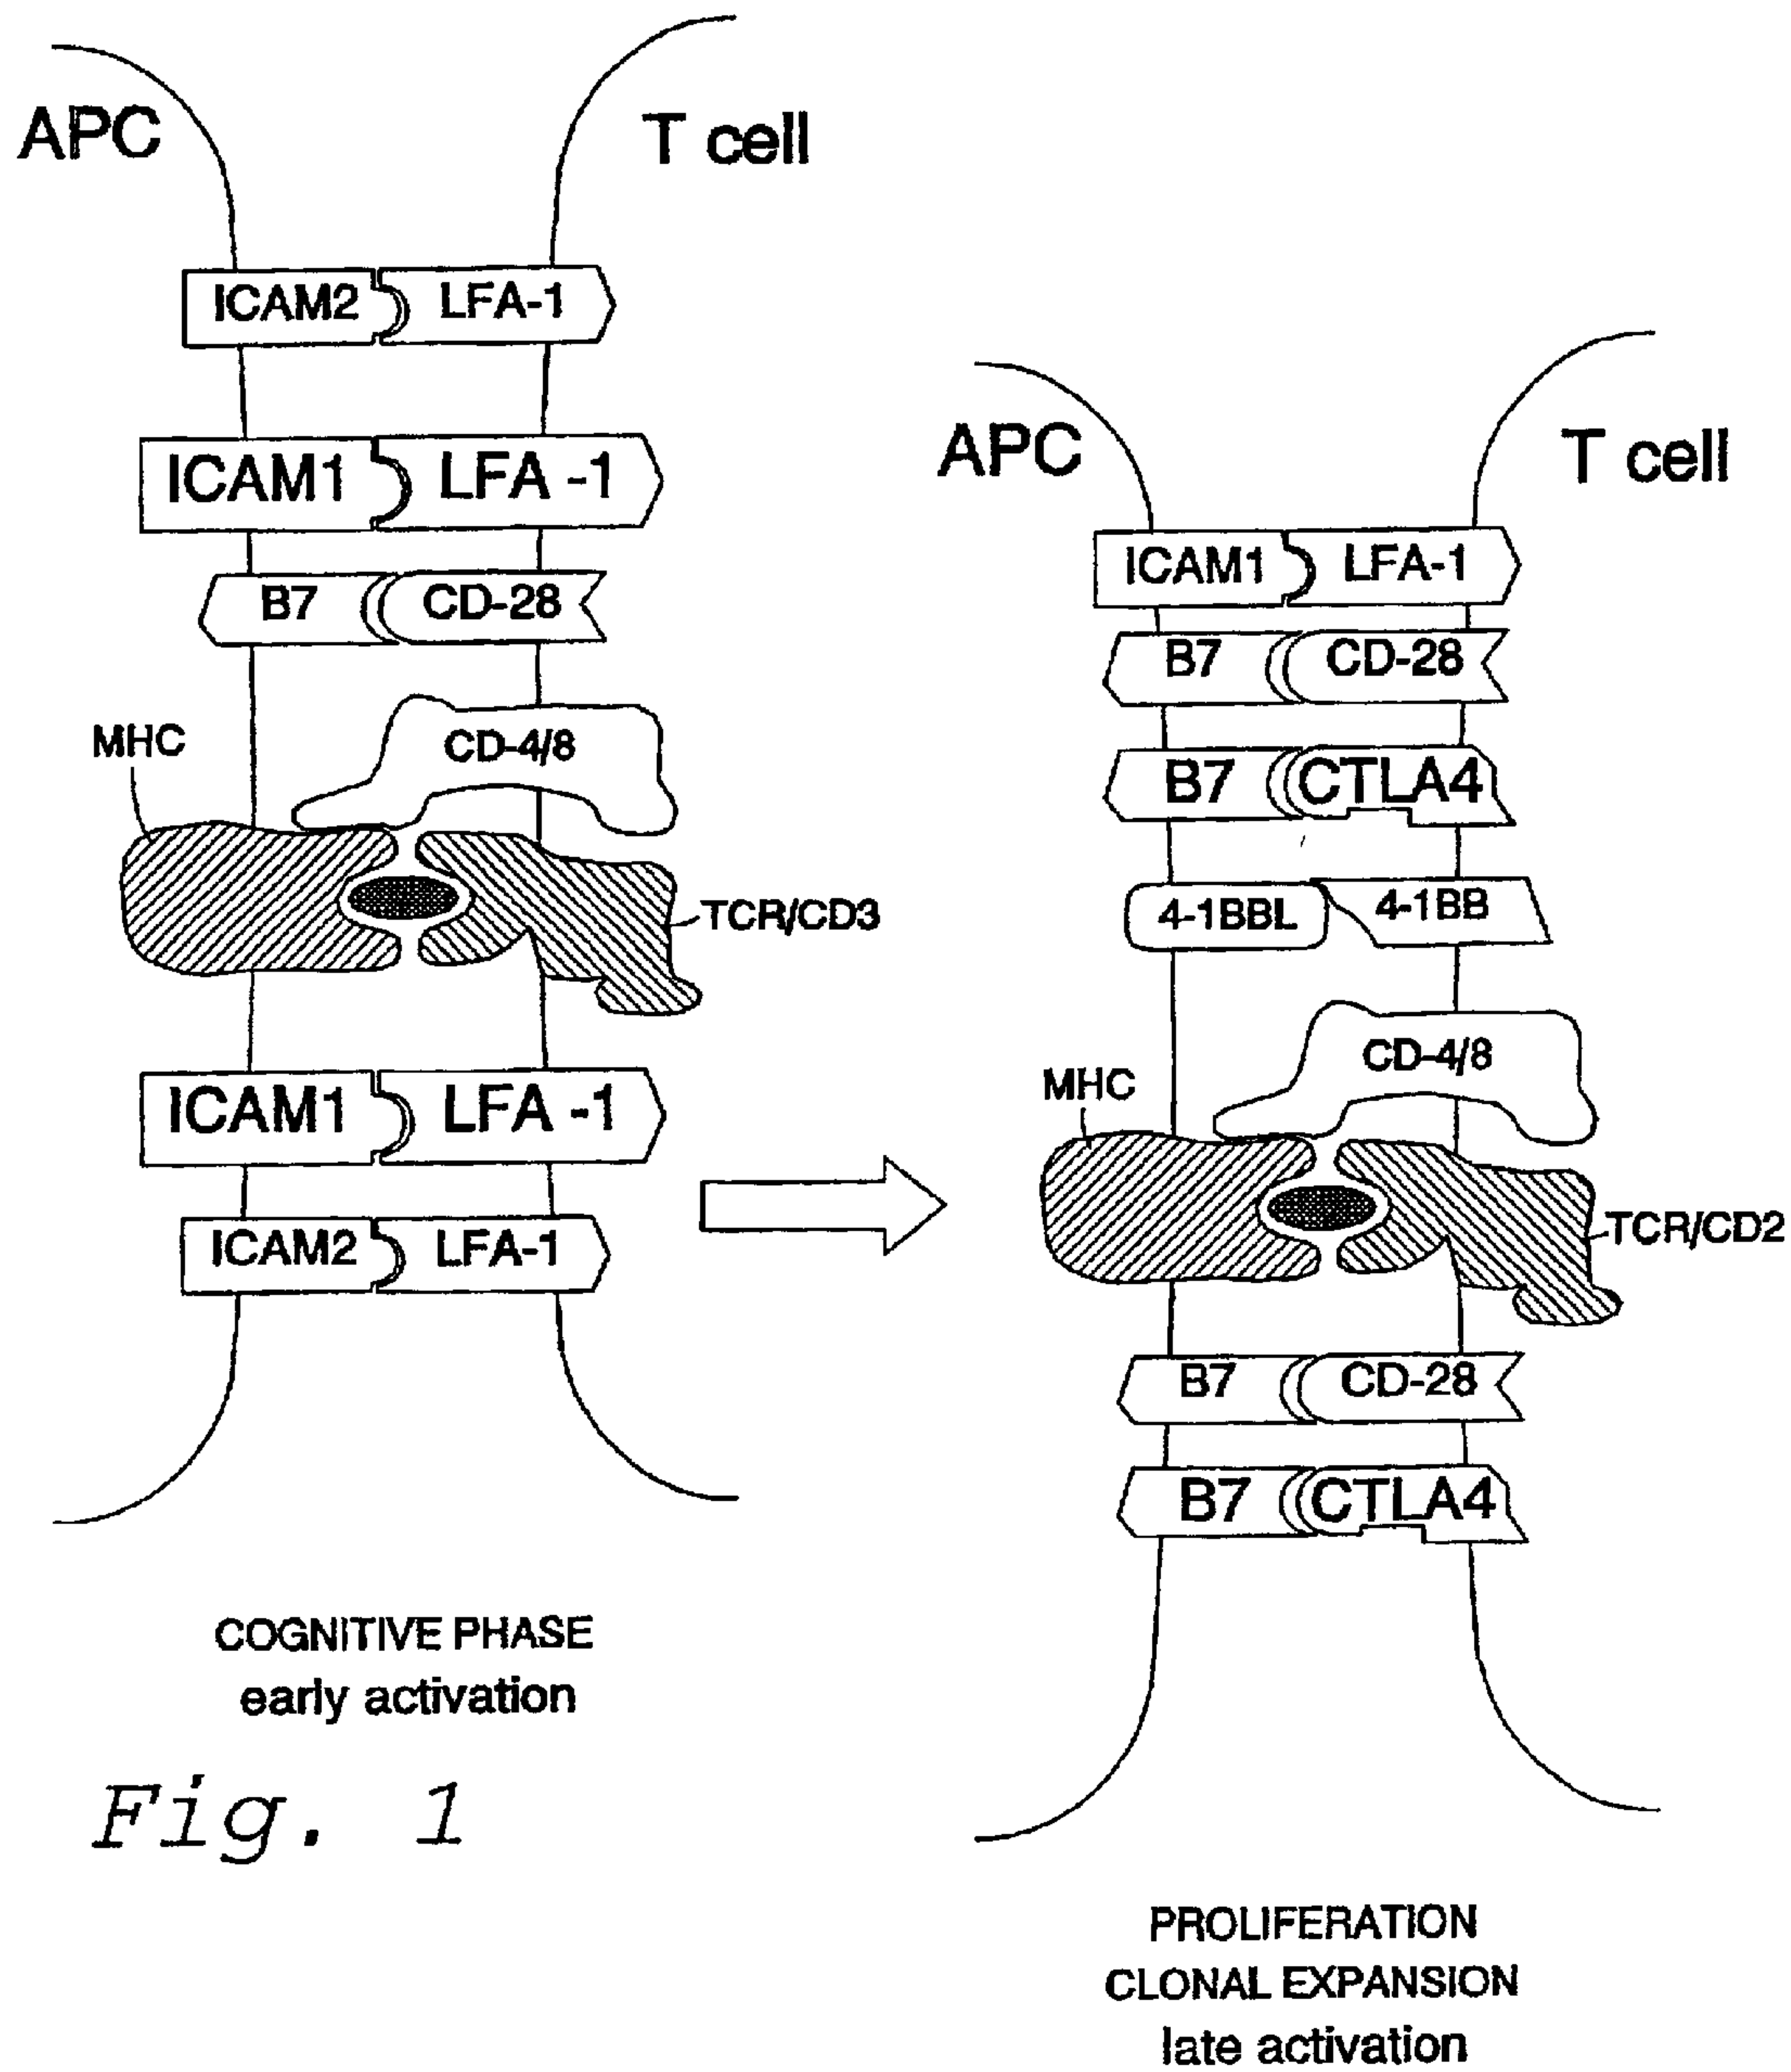 APC
T cell
ICAM2
LFA-1
ICAM1
LFA -1
B7
CD-28
MHC
CD-4/8
TCR/CD3
ICAM1
LFA -1
ICAM2
LFA-1
COGNITIVE PHASE
early activation
Fig. 1
APC
T cell
ICAM1
LFA-1
B7
CD-28
B7
CTLA4
4-1BBL
4-1BB
CD-4/8
MHC
TCR/CD2
B7
CD-28
B7
CTLA4
PROLIFERATION
CLONAL EXPANSION
late activation